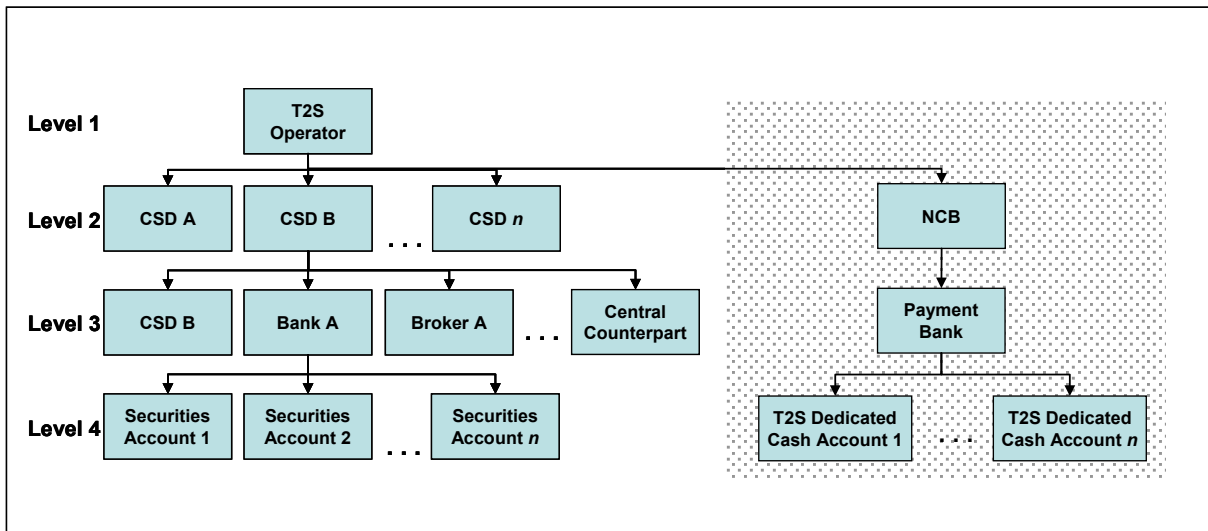 Level 1
T2S
Operator
Level 2
CSD A
CSD B
. . .
CSD n
NCB
Level 3
CSD B
Bank A
Broker A
. . .
Central
Counterpart
Payment
Bank
Level 4
Securities
Account 1
Securities
Account 2
. . .
Securities
Account n
T2S Dedicated
Cash Account 1
. . .
T2S Dedicated
Cash Account n